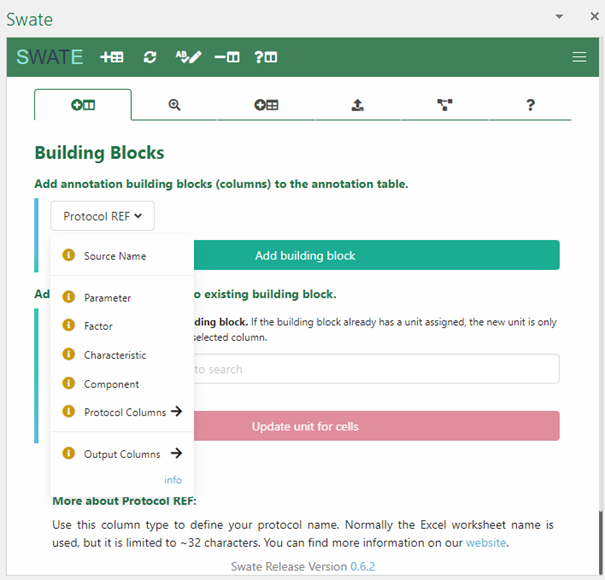 Swate
SWATE
Building Blocks
Add annotation building blocks (columns) to the annotation table.
Protocol REF
Source Name
Add building block
Parameter
o existing building block.
Factor
ding block. If the building block already has a unit assigned, the new unit is only
selected column.
Characteristic
to search
Component
Protocol Columns
Update unit for cells
Output Columns
info
More about Protocol REF:
Use this column type to define your protocol name. Normally the Excel worksheet name is
used, but it is limited to ~32 characters. You can find more information on our website.
Swate Release Version 0.6.2